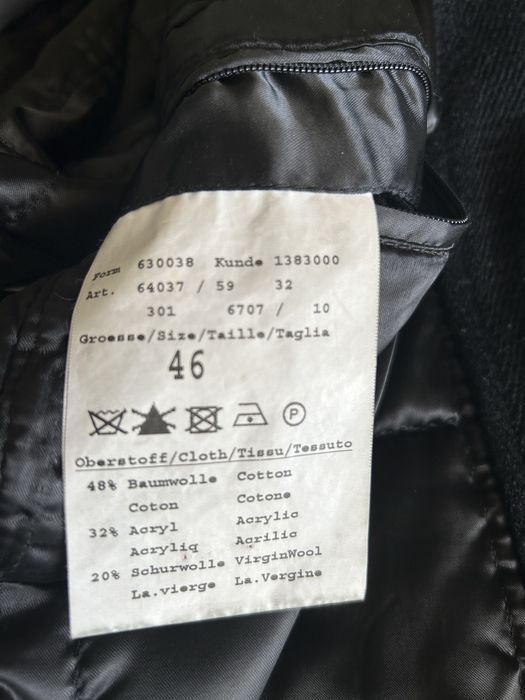 Form 630038 Kunde 1383000
Art. 64037 / 59 32
301 6707 / 10
Groesse/Size/Taille/Taglia
46
P
Oberstoff/Cloth/Tissu/Tessuto
48% Baumwolle Cotton
Coton Cotone
32% Acryl Acrylic
Acryliq Acrilic
20% Schurwolle VirginWool
La.vierge La.Vergine